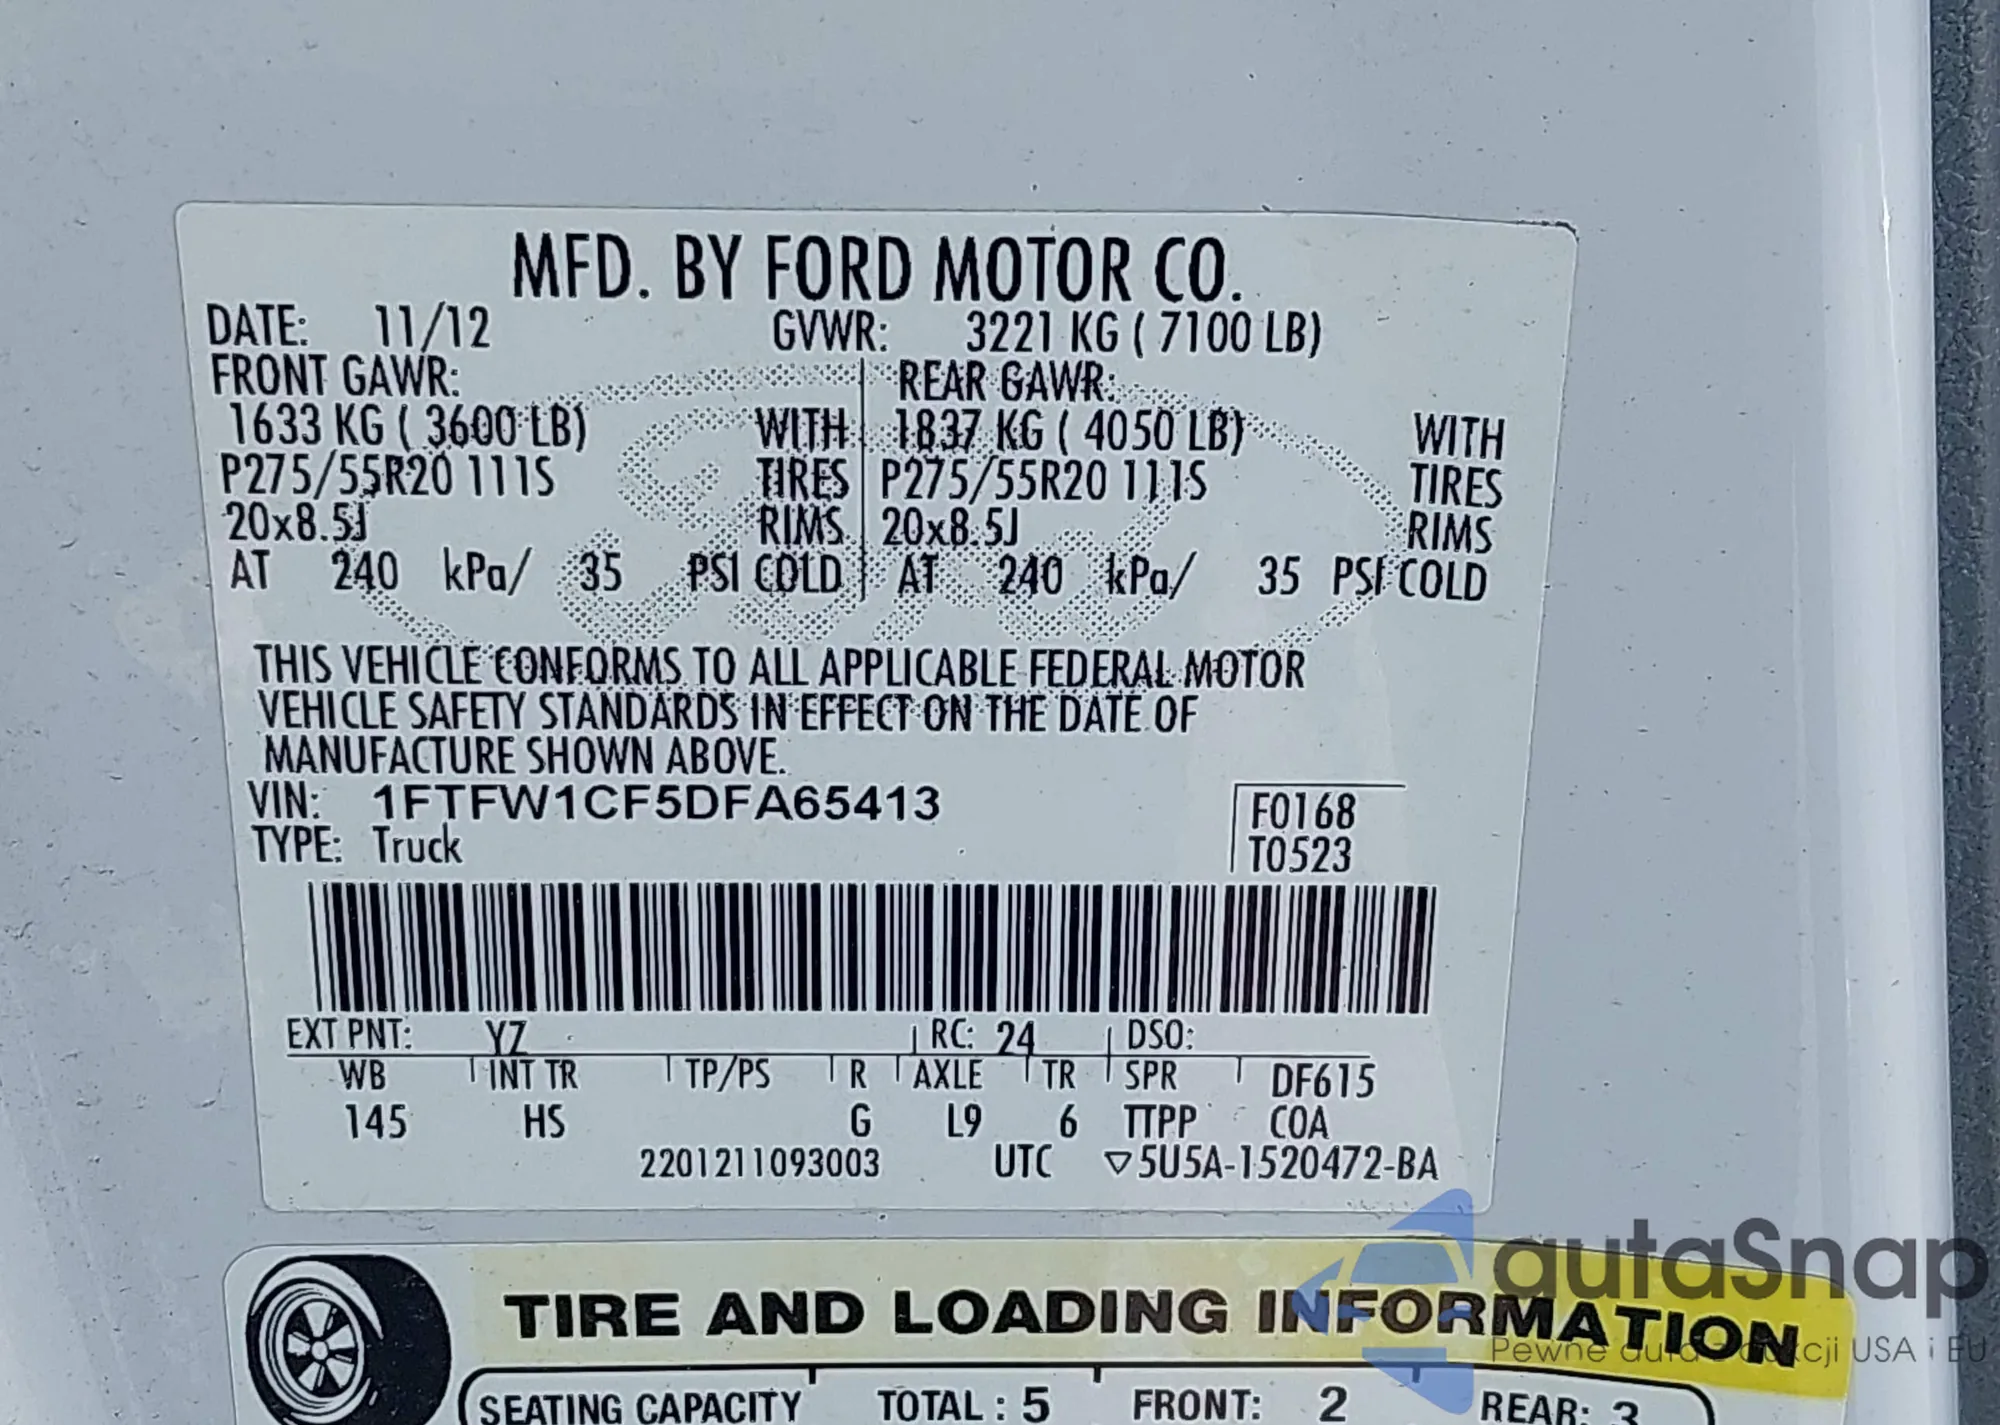 MFD. BY FORD MOTOR CO.
DATE: 11/12 GVWR: 3221 KG ( 7100 LB)
FRONT GAWR: REAR GAWR:
1633 KG ( 3600 LB) WITH 1837 KG ( 4050 LB) WITH
P275/55R20 111S TIRES P275/55R20 111S TIRES
20x8.5J RIMS 20x8.5J RIMS
AT 240 kPa/ 35 PSI COLD AT 240 kPa/ 35 PSI COLD
THIS VEHICLE CONFORMS TO ALL APPLICABLE FEDERAL MOTOR
VEHICLE SAFETY STANDARDS IN EFFECT ON THE DATE OF
MANUFACTURE SHOWN ABOVE.
VIN: 1FTFW1CF5DFA65413 F0168
TYPE: Truck T0523
EXT PNT: YZ RC: 24 DSO:
WB INT TR TP/PS R AXLE TR SPR DF615
145 HS G L9 6 TTPP COA
2201211093003 UTC ▽5U5A-1520472-BA
autaSnap
TIRE AND LOADING INFORMATION
Pewne auta z aukcji USA i EU
SEATING CAPACITY TOTAL : 5 FRONT: 2 REAR: 3